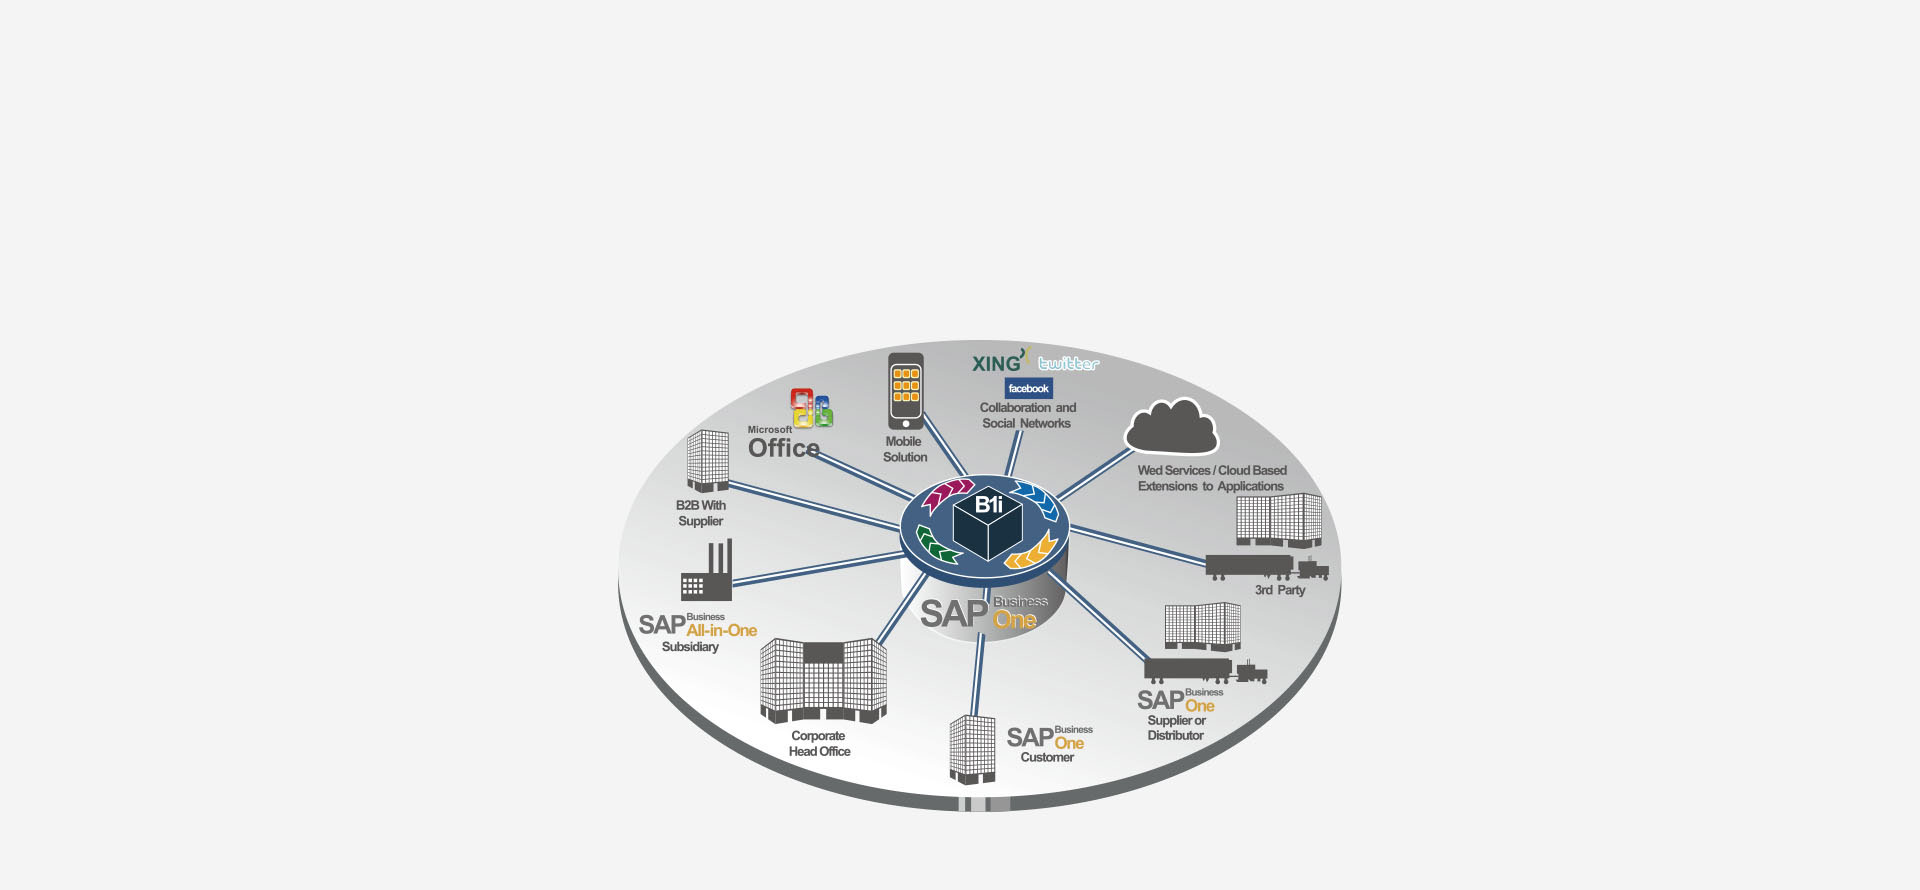 XING twitter
facebook
Collaboration and
Social Networks
Mobile
Solution
Microsoft
Office
B2B With
Supplier
Wed Services / Cloud Based
Extensions to Applications
B1i
3rd Party
SAP Business
All-in-One
Subsidiary
SAP Business
One
Corporate
Head Office
SAP Business
One
Customer
SAP Business
One
Supplier or
Distributor